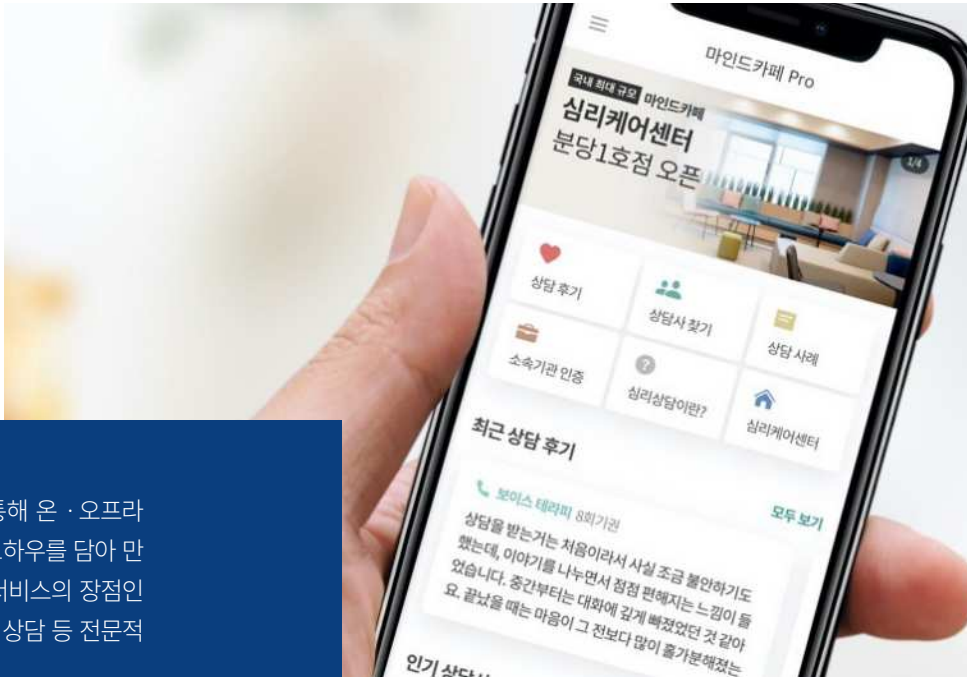 마인드카페 Pro
국내 최대 규모 마인드카페
심리케어센터
분당1호점 오픈
1/4
상담 후기
상담사 찾기
상담 사례
소속기관 인증
심리상담이란?
심리케어센터
최근 상담 후기
보이스 테라피 8회기권
모두 보기
상담을 받는거는 처음이라서 사실 조금 불안하기도
했는데, 이야기를 나누면서 점점 편해지는 느낌이 들
었습니다. 중간부터는 대화에 깊게 빠졌었던 것 같아
요. 끝났을 때는 마음이 그 전보다 많이 홀가분해졌는
인기
통해 온 · 오프라
하우를 담아 만
서비스의 장점인
상담 등 전문적